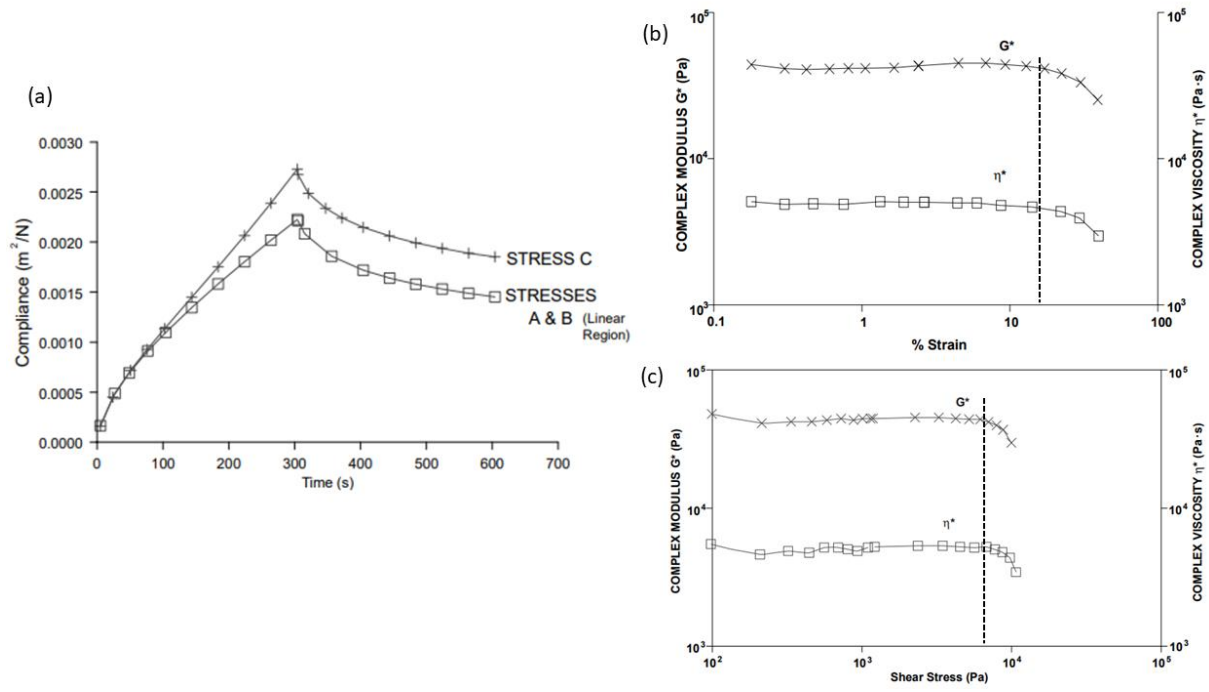 (a)
Compliance (m²/N)
0.0030
0.0025
0.0020
0.0015
0.0010
0.0005
0.0000
0
100
200
300
400
500
600
700
Time (s)
STRESS C
STRESSES
A & B (Linear
Region)
(b)
COMPLEX MODULUS G* (Pa)
10⁵
10⁴
10³
G*
η*
0.1
1
10
100
% Strain
10⁵
10⁴
10³
COMPLEX VISCOSITY η* (Pa·s)
(c)
COMPLEX MODULUS G* (Pa)
10⁵
10⁴
10³
G*
η*
10²
10³
10⁴
10⁵
Shear Stress (Pa)
10⁵
10⁴
10³
COMPLEX VISCOSITY η* (Pa·s)